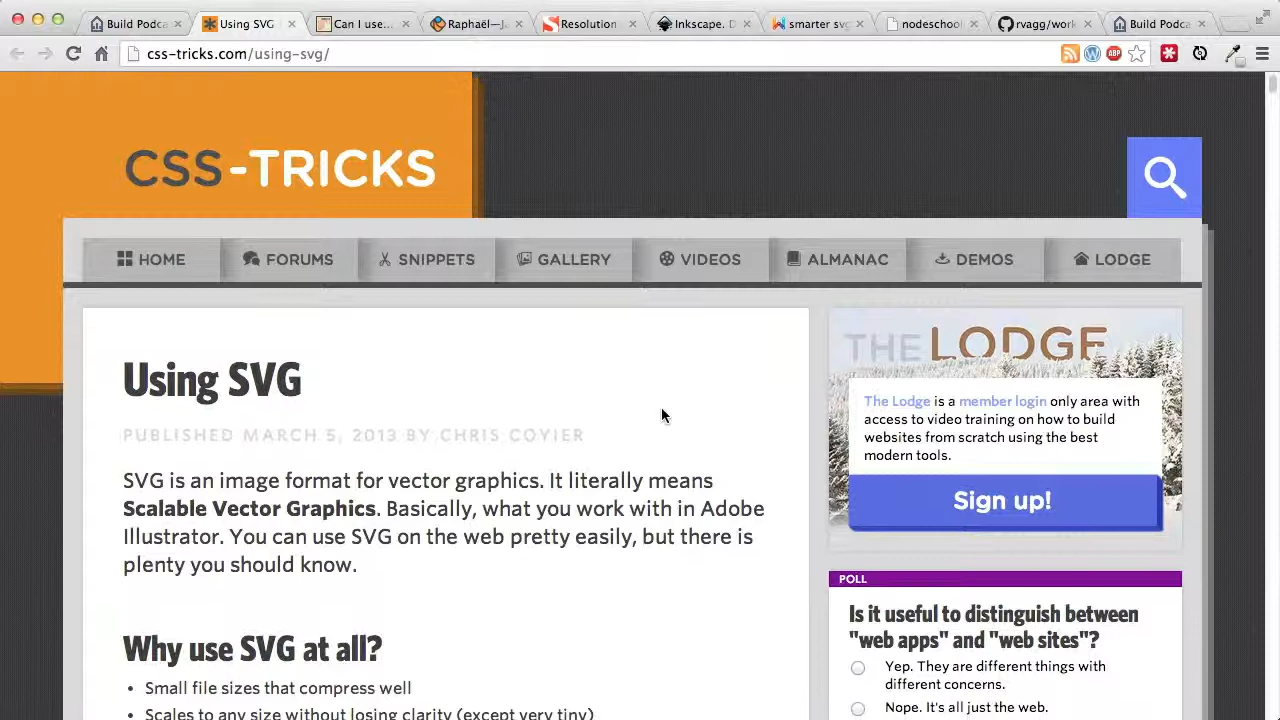 Build Podca
Using SVG
Can I use...
Raphaël—J
Resolution
Inkscape. D
smarter svg
nodeschool
rvagg/work
Build Podca
css-tricks.com/using-svg/
ABP
CSS-TRICKS
HOME
FORUMS
SNIPPETS
GALLERY
VIDEOS
ALMANAC
DEMOS
LODGE
Using SVG
PUBLISHED MARCH 5, 2013 BY CHRIS COYIER
SVG is an image format for vector graphics. It literally means
Scalable Vector Graphics. Basically, what you work with in Adobe
Illustrator. You can use SVG on the web pretty easily, but there is
plenty you should know.
Why use SVG at all?
• Small file sizes that compress well
• Scales to any size without losing clarity (except very tiny)
THE LODGE
The Lodge is a member login only area with
access to video training on how to build
websites from scratch using the best
modern tools.
Sign up!
POLL
Is it useful to distinguish between
"web apps" and "web sites"?
Yep. They are different things with
different concerns.
Nope. It's all just the web.